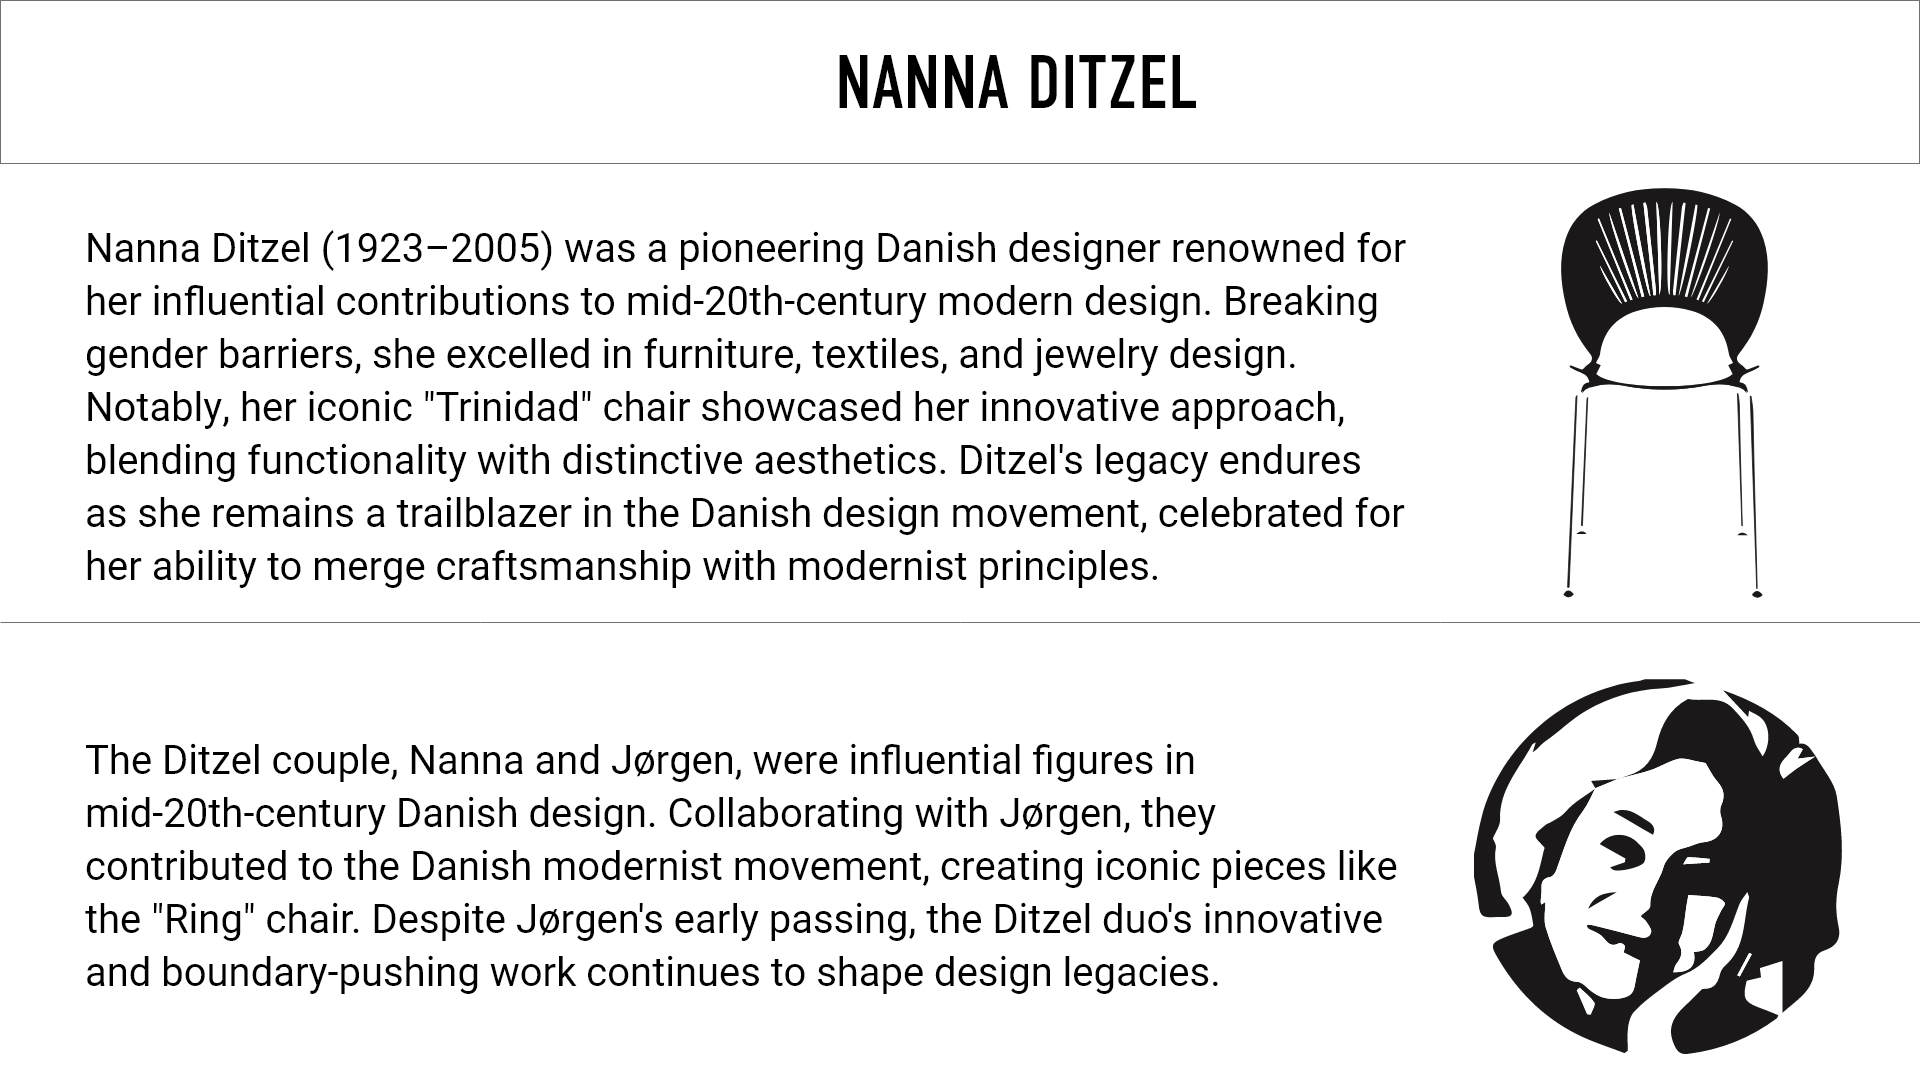 NANNA DITZEL
Nanna Ditzel (1923–2005) was a pioneering Danish designer renowned for
her influential contributions to mid-20th-century modern design. Breaking
gender barriers, she excelled in furniture, textiles, and jewelry design.
Notably, her iconic "Trinidad" chair showcased her innovative approach,
blending functionality with distinctive aesthetics. Ditzel's legacy endures
as she remains a trailblazer in the Danish design movement, celebrated for
her ability to merge craftsmanship with modernist principles.
The Ditzel couple, Nanna and Jørgen, were influential figures in
mid-20th-century Danish design. Collaborating with Jørgen, they
contributed to the Danish modernist movement, creating iconic pieces like
the "Ring" chair. Despite Jørgen's early passing, the Ditzel duo's innovative
and boundary-pushing work continues to shape design legacies.